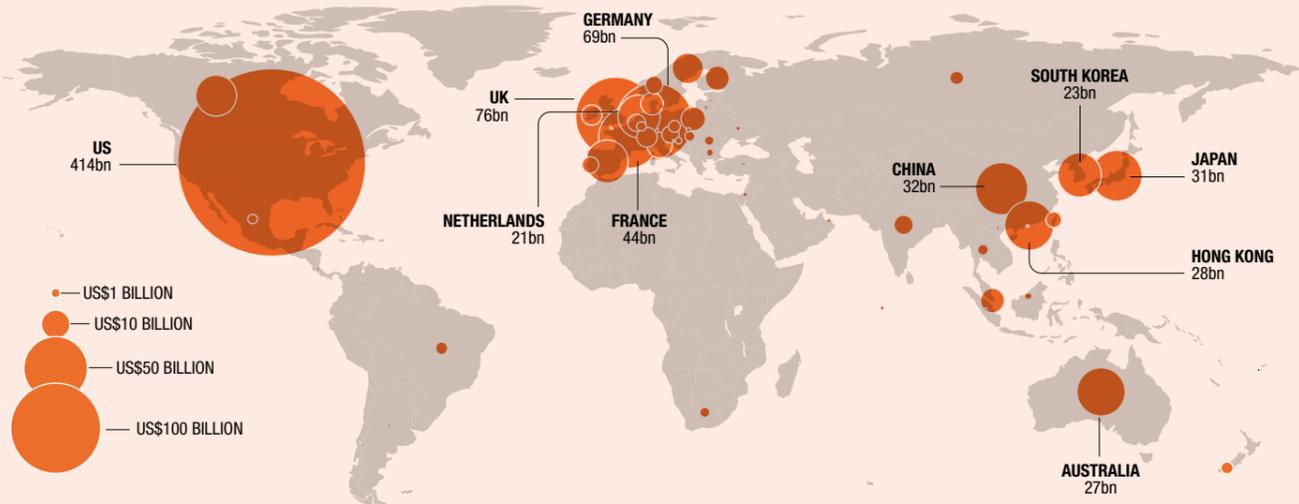 GERMANY
69bn
SOUTH KOREA
23bn
UK
76bn
US
414bn
CHINA
32bn
JAPAN
31bn
NETHERLANDS
21bn
FRANCE
44bn
HONG KONG
28bn
US$1 BILLION
US$10 BILLION
US$50 BILLION
US$100 BILLION
AUSTRALIA
27bn